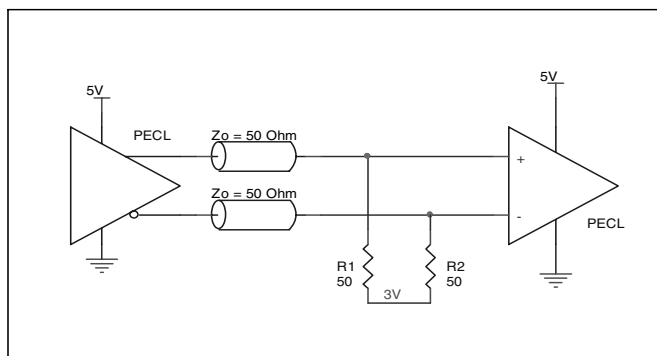 5V
5V
PECL
Zo = 50 Ohm
+
Zo = 50 Ohm
-
PECL
R1
50
R2
50
3V